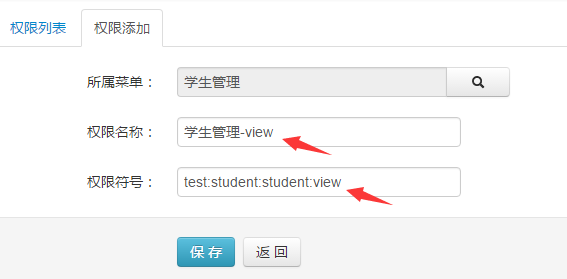 权限列表 权限添加
所属菜单： 学生管理
权限名称： 学生管理-view
权限符号： test:student:student:view
保 存 返 回